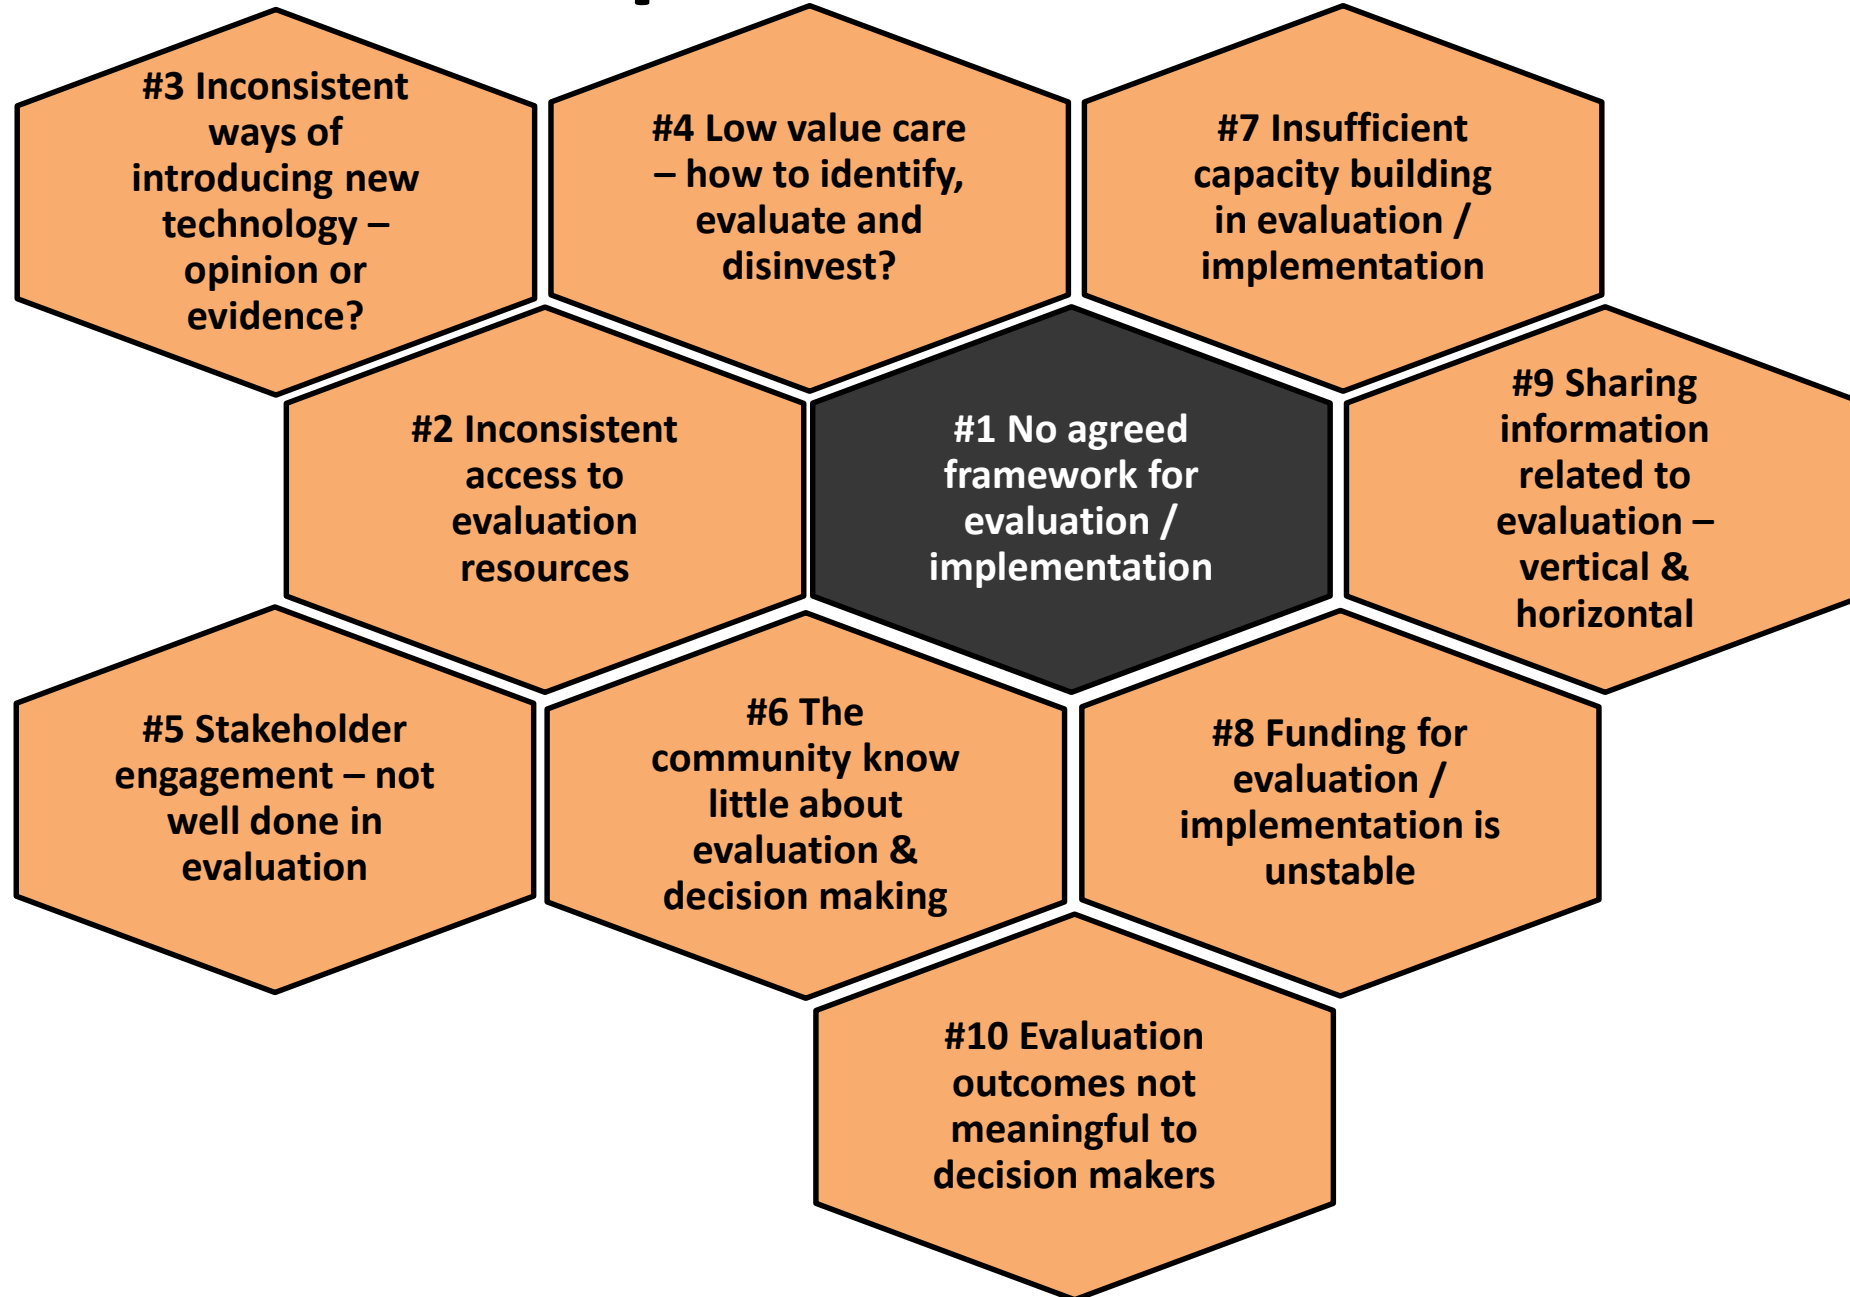 #3 Inconsistent
ways of
introducing new
technology –
opinion or
evidence?
#4 Low value care
– how to identify,
evaluate and
disinvest?
#7 Insufficient
capacity building
in evaluation /
implementation
#2 Inconsistent
access to
evaluation
resources
#1 No agreed
framework for
evaluation /
implementation
#9 Sharing
information
related to
evaluation –
vertical &
horizontal
#5 Stakeholder
engagement – not
well done in
evaluation
#6 The
community know
little about
evaluation &
decision making
#8 Funding for
evaluation /
implementation is
unstable
#10 Evaluation
outcomes not
meaningful to
decision makers